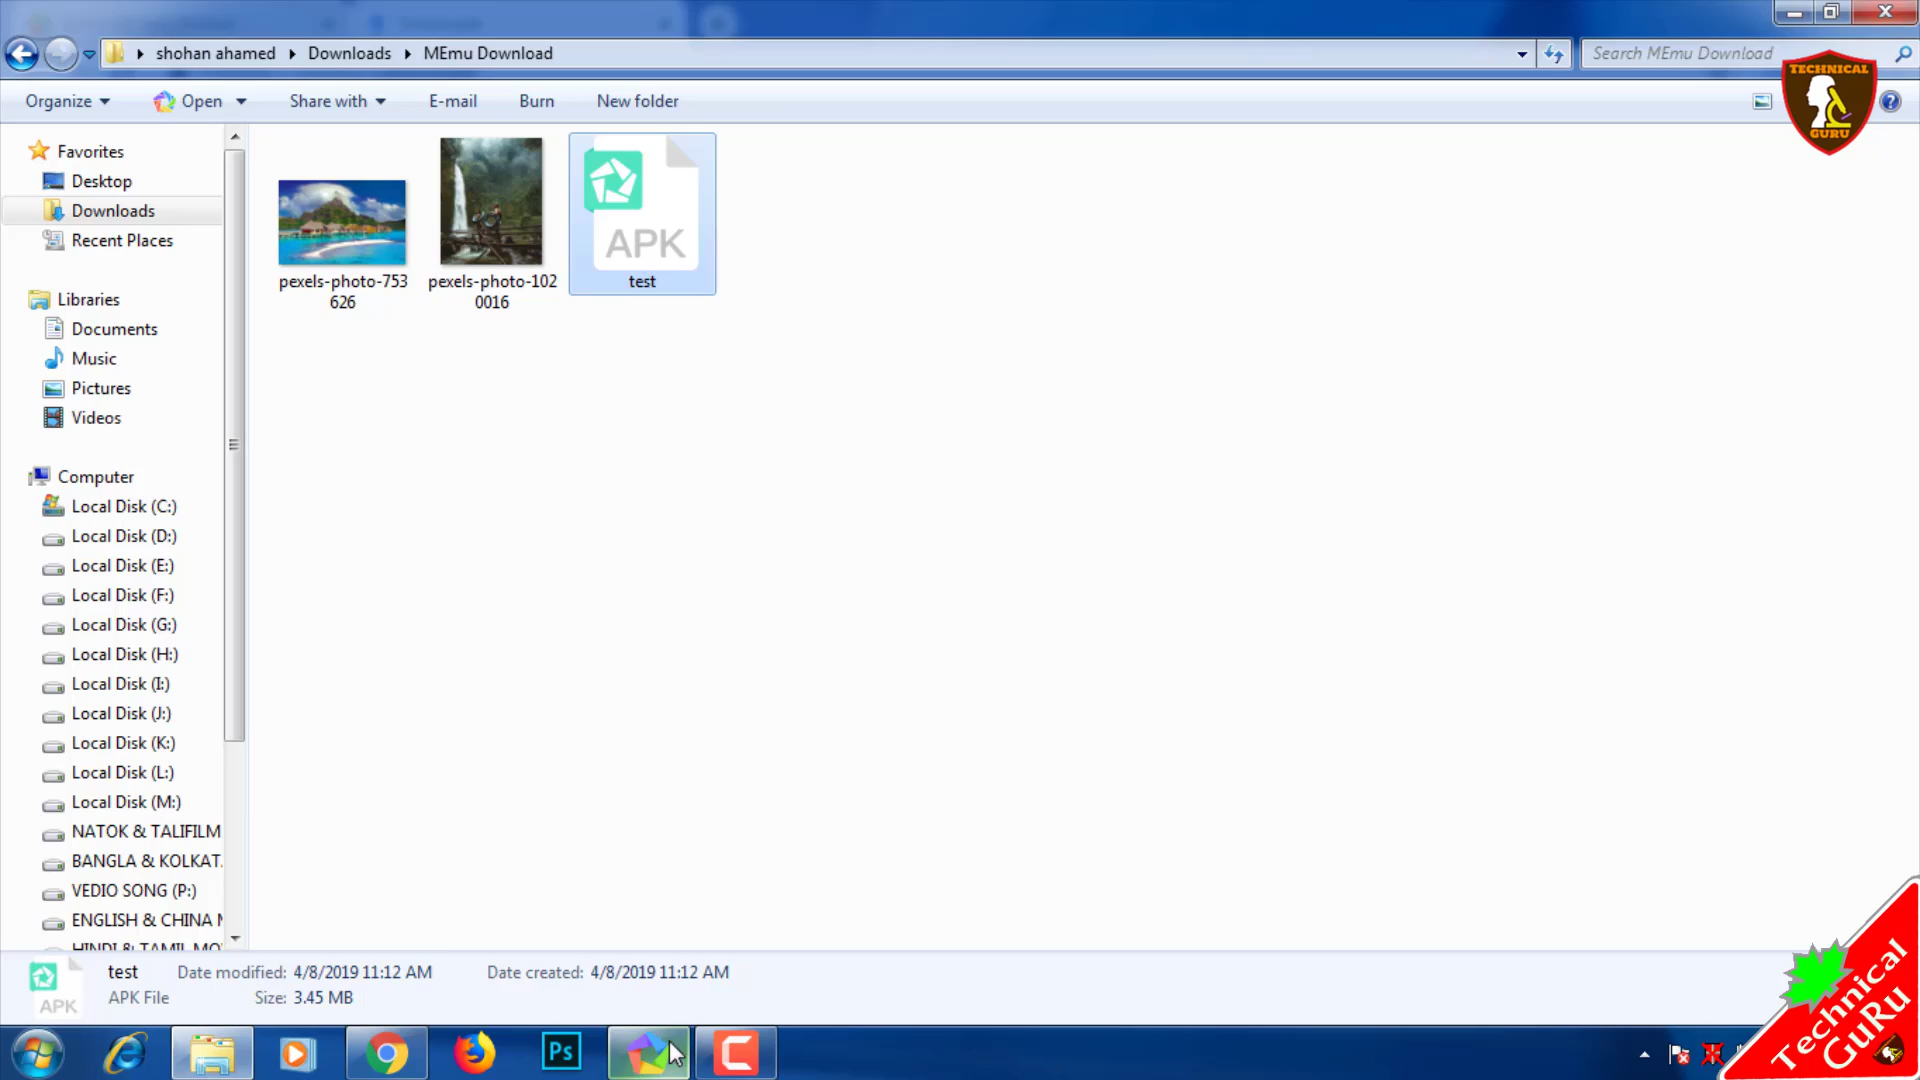 shohan ahamed Downloads MEmu Download
Search MEmu Download
Organize Open Share with E-mail Burn New folder
TECHNICAL
GURU
Favorites
Desktop
Downloads
Recent Places
Libraries
Documents
Music
Pictures
Videos
Computer
Local Disk (C:)
Local Disk (D:)
Local Disk (E:)
Local Disk (F:)
Local Disk (G:)
Local Disk (H:)
Local Disk (I:)
Local Disk (J:)
Local Disk (K:)
Local Disk (L:)
Local Disk (M:)
NATOK & TALIFILM
BANGLA & KOLKAT
VEDIO SONG (P:)
ENGLISH & CHINA
HINDI & TAMIL MO
pexels-photo-753
626
pexels-photo-102
0016
APK
test
test Date modified: 4/8/2019 11:12 AM Date created: 4/8/2019 11:12 AM
APK File Size: 3.45 MB
APK
Ps
Technical
GuRu